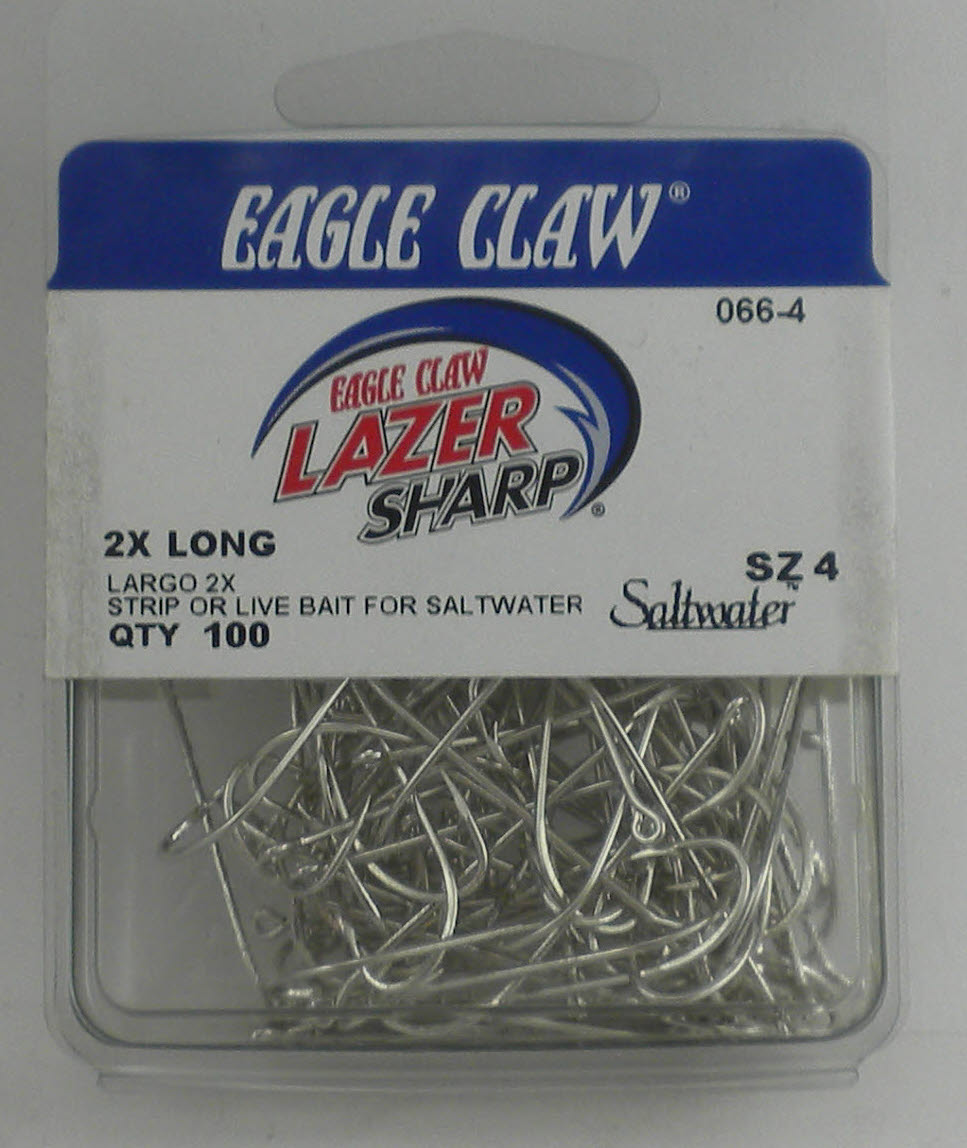 EAGLE CLAW®
066-4
EAGLE CLAW
LAZER
SHARP®
2X LONG
SZ 4
LARGO 2X
STRIP OR LIVE BAIT FOR SALTWATER
Saltwater™
QTY 100